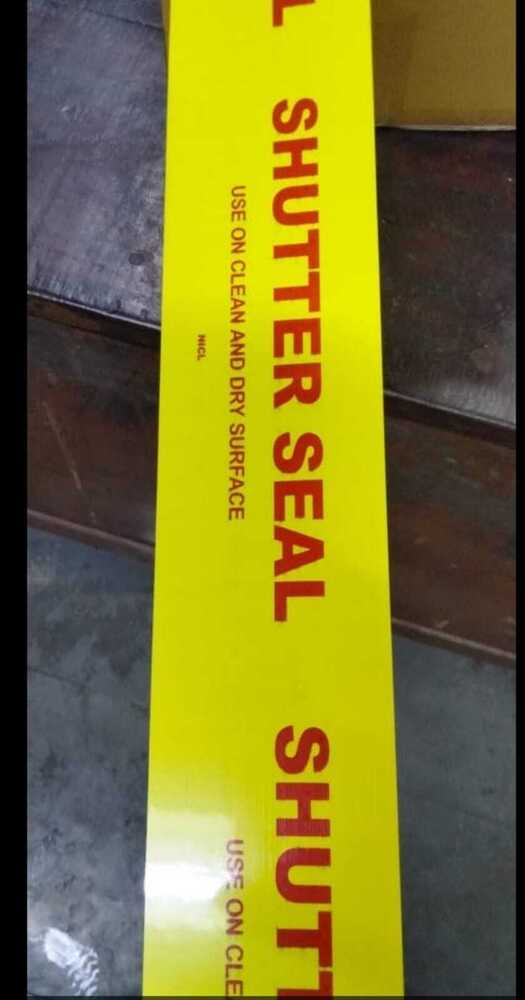 L
SHUTTER SEAL
USE ON CLEAN AND DRY SURFACE
NICL
SHUTT
USE ON CLE